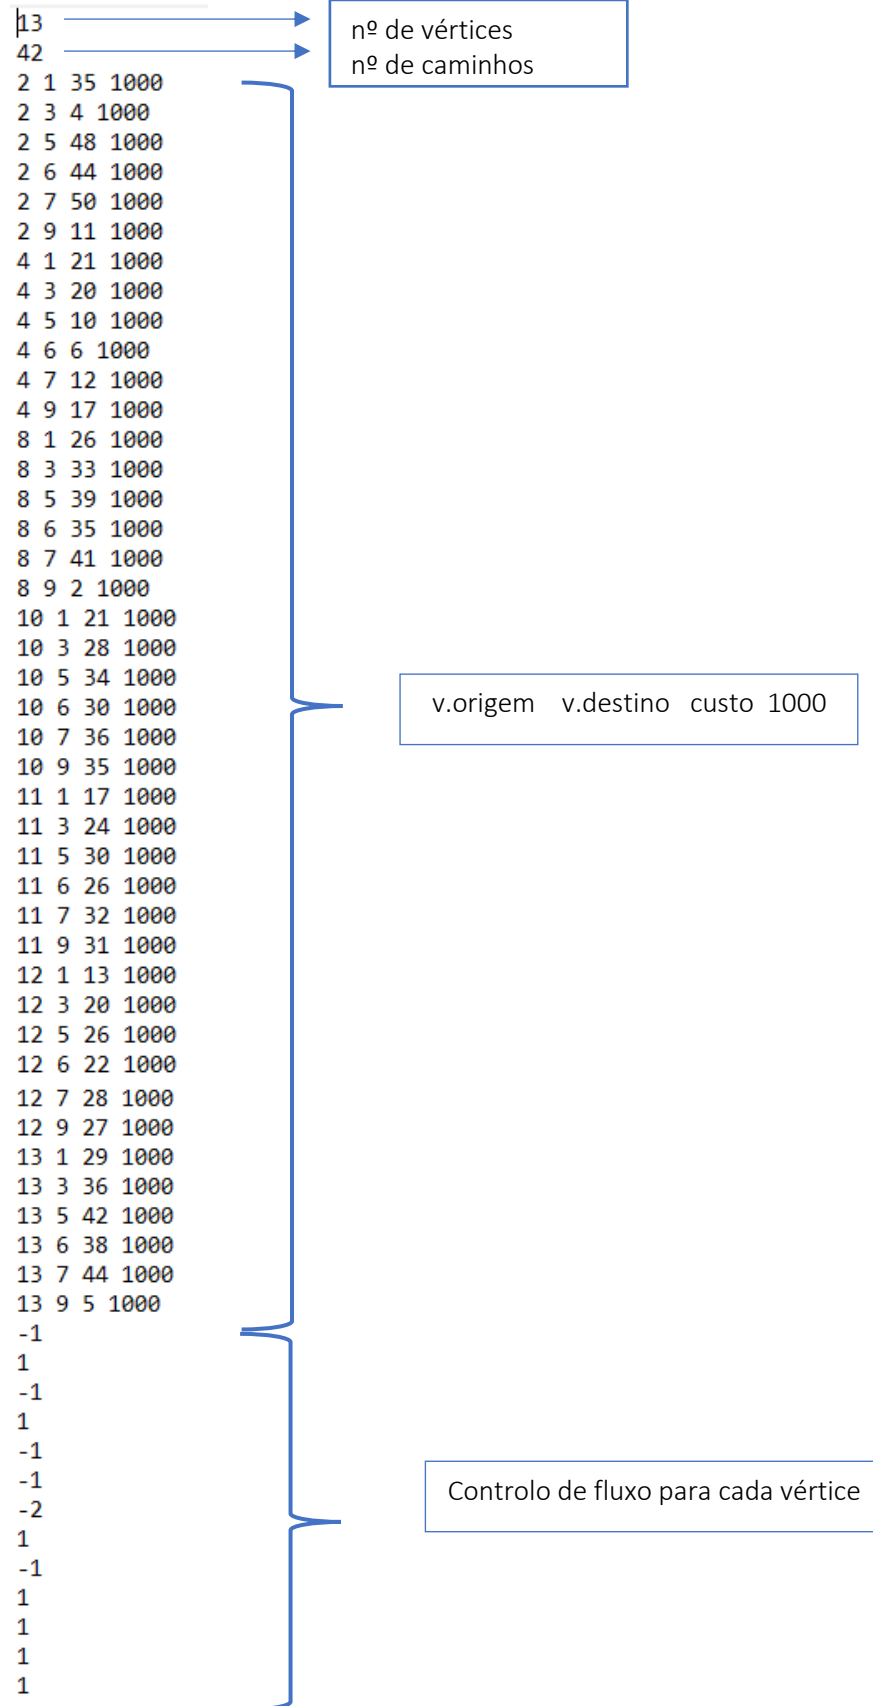 13
nº de vértices
42
nº de caminhos
2 1 35 1000
2 3 4 1000
2 5 48 1000
2 6 44 1000
2 7 50 1000
2 9 11 1000
4 1 21 1000
4 3 20 1000
4 5 10 1000
4 6 6 1000
4 7 12 1000
4 9 17 1000
8 1 26 1000
8 3 33 1000
8 5 39 1000
8 6 35 1000
8 7 41 1000
8 9 2 1000
10 1 21 1000
10 3 28 1000
10 5 34 1000
10 6 30 1000
10 7 36 1000
10 9 35 1000
11 1 17 1000
11 3 24 1000
11 5 30 1000
11 6 26 1000
11 7 32 1000
11 9 31 1000
12 1 13 1000
12 3 20 1000
12 5 26 1000
12 6 22 1000
12 7 28 1000
12 9 27 1000
13 1 29 1000
13 3 36 1000
13 5 42 1000
13 6 38 1000
13 7 44 1000
13 9 5 1000
v.origem v.destino custo 1000
-1
1
-1
1
-1
-1
-2
1
-1
1
1
1
1
Controlo de fluxo para cada vértice